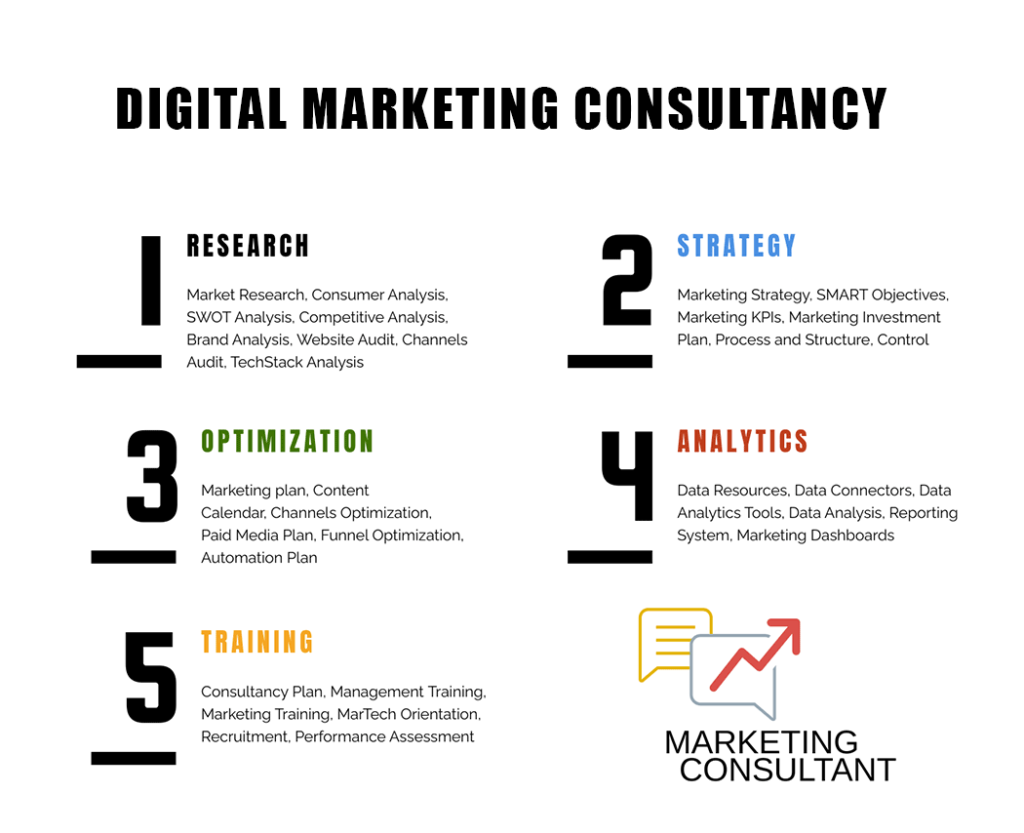 DIGITAL MARKETING CONSULTANCY
1
RESEARCH
Market Research, Consumer Analysis,
SWOT Analysis, Competitive Analysis,
Brand Analysis, Website Audit, Channels
Audit, TechStack Analysis
2
STRATEGY
Marketing Strategy, SMART Objectives,
Marketing KPIs, Marketing Investment
Plan, Process and Structure, Control
3
OPTIMIZATION
Marketing plan, Content
Calendar, Channels Optimization,
Paid Media Plan, Funnel Optimization,
Automation Plan
4
ANALYTICS
Data Resources, Data Connectors, Data
Analytics Tools, Data Analysis, Reporting
System, Marketing Dashboards
5
TRAINING
Consultancy Plan, Management Training,
Marketing Training, MarTech Orientation,
Recruitment, Performance Assessment
MARKETING
CONSULTANT